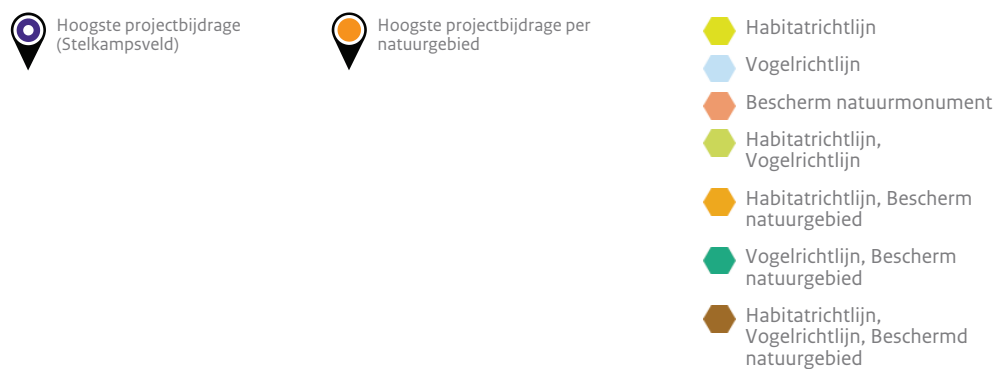 Hoogste projectbijdrage
(Stelkampsveld)
Hoogste projectbijdrage per
natuurgebied
Habitatrichtlijn
Vogelrichtlijn
Bescherm natuurmonument
Habitatrichtlijn,
Vogelrichtlijn
Habitatrichtlijn, Bescherm
natuurgebied
Vogelrichtlijn, Bescherm
natuurgebied
Habitatrichtlijn,
Vogelrichtlijn, Beschermd
natuurgebied